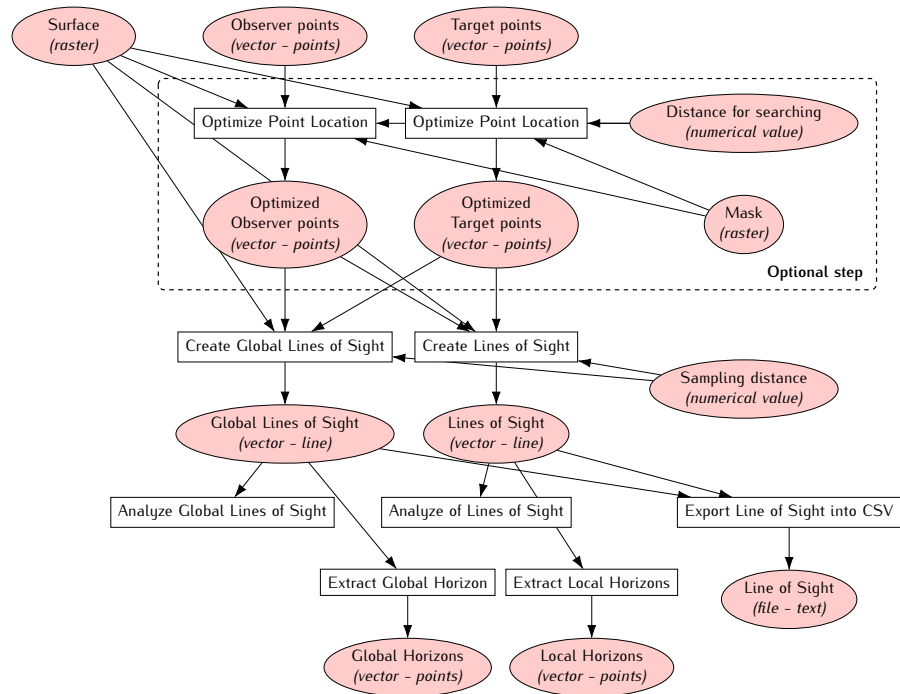 Surface
(raster)
Observer points
(vector – points)
Target points
(vector – points)
Optimize Point Location
Optimize Point Location
Distance for searching
(numerical value)
Optimized
Observer points
(vector – points)
Optimized
Target points
(vector – points)
Mask
(raster)
Optional step
Create Global Lines of Sight
Create Lines of Sight
Sampling distance
(numerical value)
Global Lines of Sight
(vector – line)
Lines of Sight
(vector – line)
Analyze Global Lines of Sight
Analyze of Lines of Sight
Export Line of Sight into CSV
Extract Global Horizon
Extract Local Horizons
Line of Sight
(file – text)
Global Horizons
(vector – points)
Local Horizons
(vector – points)